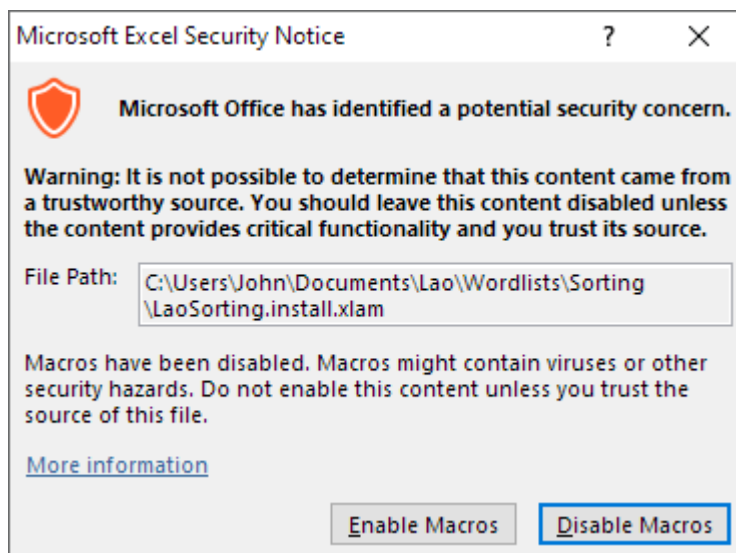 Microsoft Excel Security Notice
?
Microsoft Office has identified a potential security concern.
Warning: It is not possible to determine that this content came from
a trustworthy source. You should leave this content disabled unless
the content provides critical functionality and you trust its source.
File Path: C:\Users\John\Documents\Lao\Wordlists\Sorting
\LaoSorting.install.xlam
Macros have been disabled. Macros might contain viruses or other
security hazards. Do not enable this content unless you trust the
source of this file.
More information
Enable Macros
Disable Macros